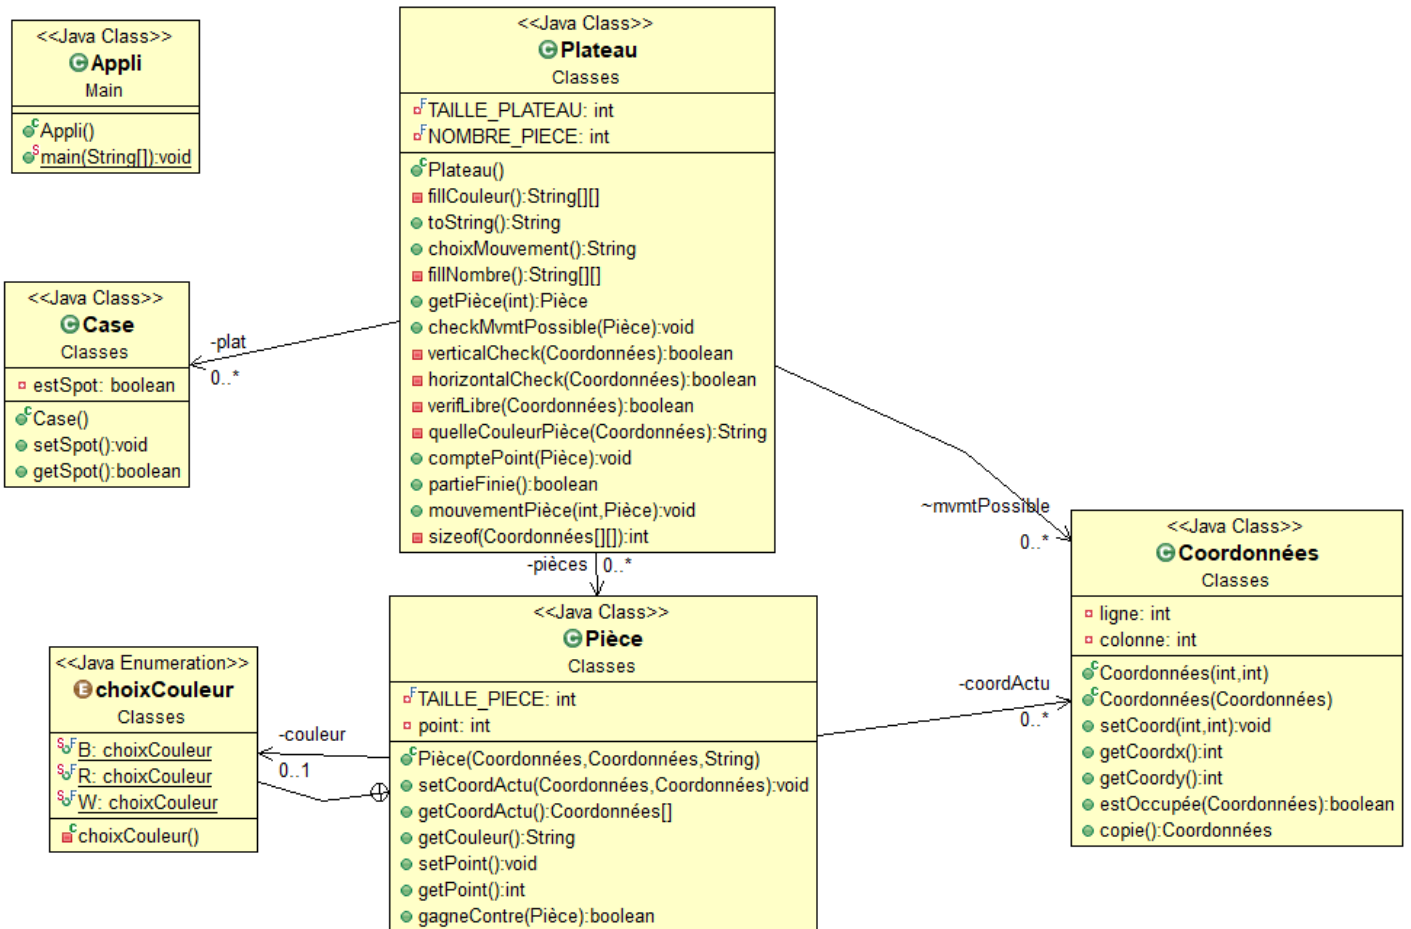 <<Java Class>>
Appli
Main
Appli()
main(String[]):void
<<Java Class>>
Plateau
Classes
TAILLE_PLATEAU: int
NOMBRE_PIECE: int
Plateau()
fillCouleur():String[][]
toString():String
choixMouvement():String
fillNombre():String[][]
getPièce(int):Pièce
checkMvmtPossible(Pièce):void
verticalCheck(Coordonnées):boolean
horizontalCheck(Coordonnées):boolean
verifLibre(Coordonnées):boolean
quelleCouleurPièce(Coordonnées):String
comptePoint(Pièce):void
partieFinie():boolean
mouvementPièce(int,Pièce):void
sizeof(Coordonnées[][]):int
<<Java Class>>
Case
Classes
estSpot: boolean
Case()
setSpot():void
getSpot():boolean
-plat
0..*
~mvmtPossible
0..*
-pièces
0..*
<<Java Class>>
Coordonnées
Classes
ligne: int
colonne: int
Coordonnées(int,int)
Coordonnées(Coordonnées)
setCoord(int,int):void
getCoordx():int
getCoordy():int
estOccupée(Coordonnées):boolean
copie():Coordonnées
<<Java Class>>
Pièce
Classes
TAILLE_PIECE: int
point: int
Pièce(Coordonnées,Coordonnées,String)
setCoordActu(Coordonnées,Coordonnées):void
getCoordActu():Coordonnées[]
getCouleur():String
setPoint():void
getPoint():int
gagneContre(Pièce):boolean
-coordActu
0..*
-couleur
0..1
<<Java Enumeration>>
choixCouleur
Classes
B: choixCouleur
R: choixCouleur
W: choixCouleur
choixCouleur()